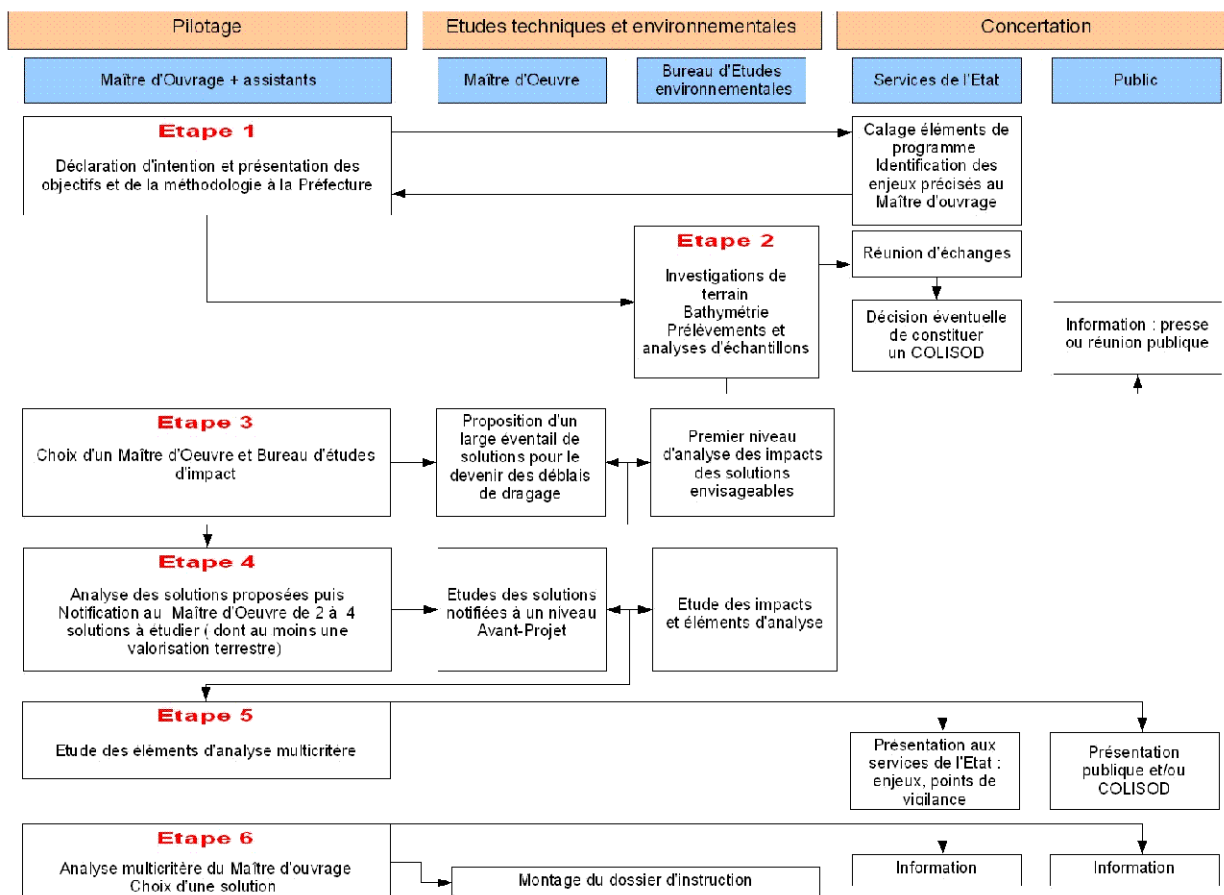 Pilotage
Etudes techniques et environnementales
Concertation
Maître d'Ouvrage + assistants
Maître d'Oeuvre
Bureau d'Etudes
environnementales
Services de l'Etat
Public
Etape 1
Déclaration d'intention et présentation des
objectifs et de la méthodologie à la Préfecture
Calage éléments de
programme
Identification des
enjeux précisés au
Maître d'ouvrage
Etape 2
Investigations de
terrain
Bathymétrie
Prélèvements et
analyses d'échantillons
Réunion d'échanges
Décision éventuelle
de constituer
un COLISOD
Information : presse
ou réunion publique
Etape 3
Choix d'un Maître d'Oeuvre et Bureau d'études
d'impact
Proposition d'un
large éventail de
solutions pour le
devenir des déblais
de dragage
Premier niveau
d'analyse des impacts
des solutions
envisageables
Etape 4
Analyse des solutions proposées puis
Notification au Maître d'Oeuvre de 2 à 4
solutions à étudier ( dont au moins une
valorisation terrestre)
Etudes des solutions
notifiées à un niveau
Avant-Projet
Etude des impacts
et éléments d'analyse
Etape 5
Etude des éléments d'analyse multicritère
Présentation aux
services de l'Etat :
enjeux, points de
vigilance
Présentation
publique et/ou
COLISOD
Etape 6
Analyse multicritère du Maître d'ouvrage
Choix d'une solution
Montage du dossier d'instruction
Information
Information